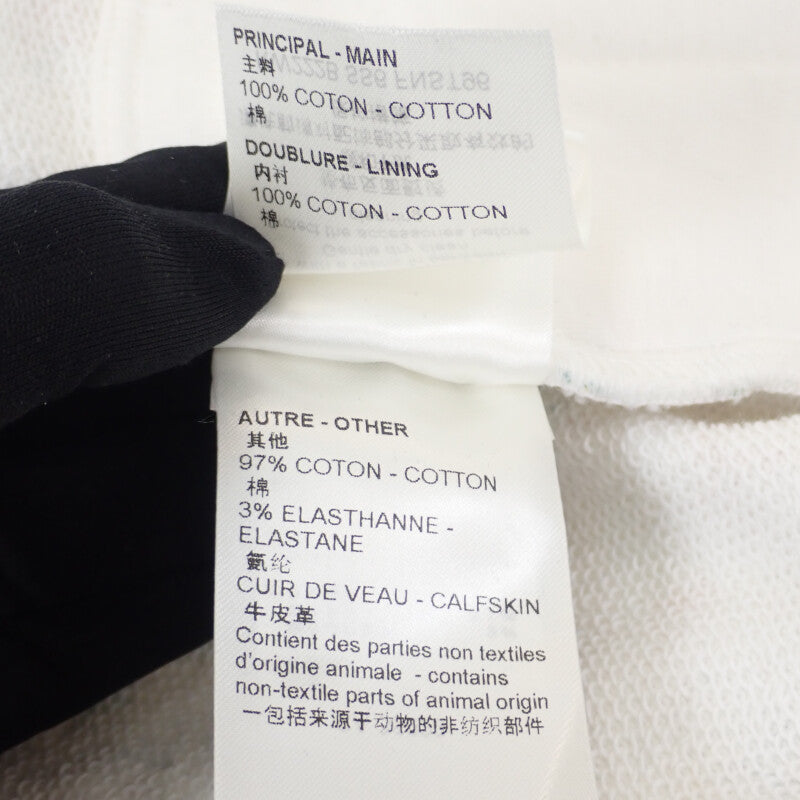 PRINCIPAL - MAIN
主料
100% COTON - COTTON
棉
DOUBLURE - LINING
内衬
100% COTON - COTTON
棉
AUTRE - OTHER
其他
97% COTON - COTTON
棉
3% ELASTHANNE -
ELASTANE
氨纶
CUIR DE VEAU - CALFSKIN
牛皮革
Contient des parties non textiles
d'origine animale - contains
non-textile parts of animal origin
一包括来源于动物的非纺织部件